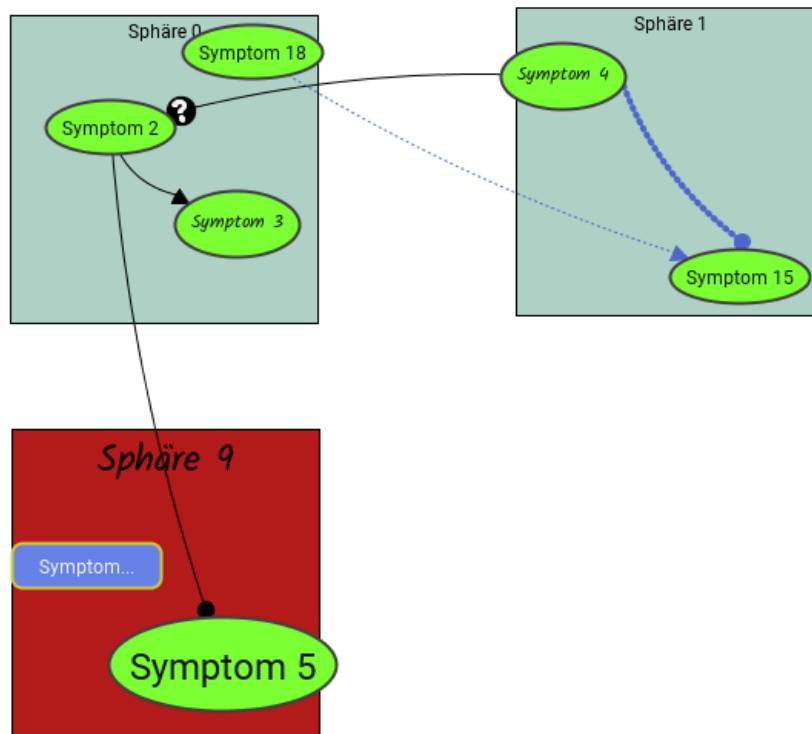 Sphäre 0
Symptom 18
Symptom 2
?
Symptom 3
Sphäre 1
Symptom 4
Symptom 15
Sphäre 9
Symptom...
Symptom 5